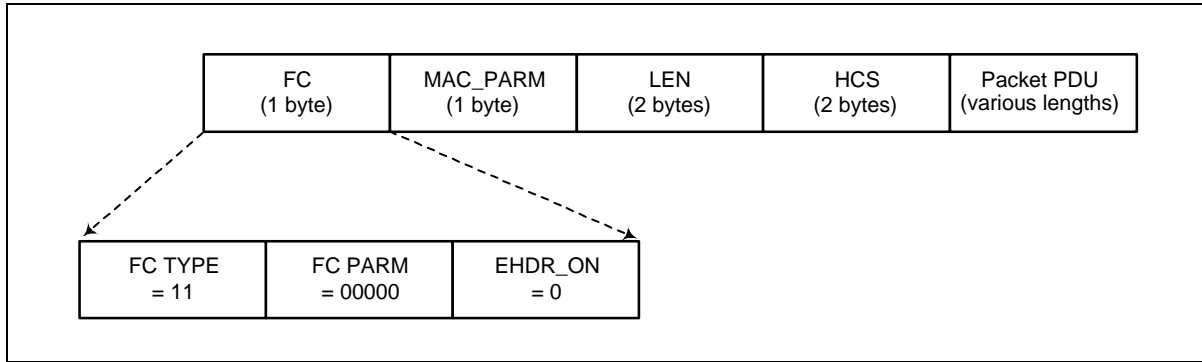 FC
(1 byte)
MAC_PARM
(1 byte)
LEN
(2 bytes)
HCS
(2 bytes)
Packet PDU
(various lengths)
FC TYPE
= 11
FC PARM
= 00000
EHDR_ON
= 0